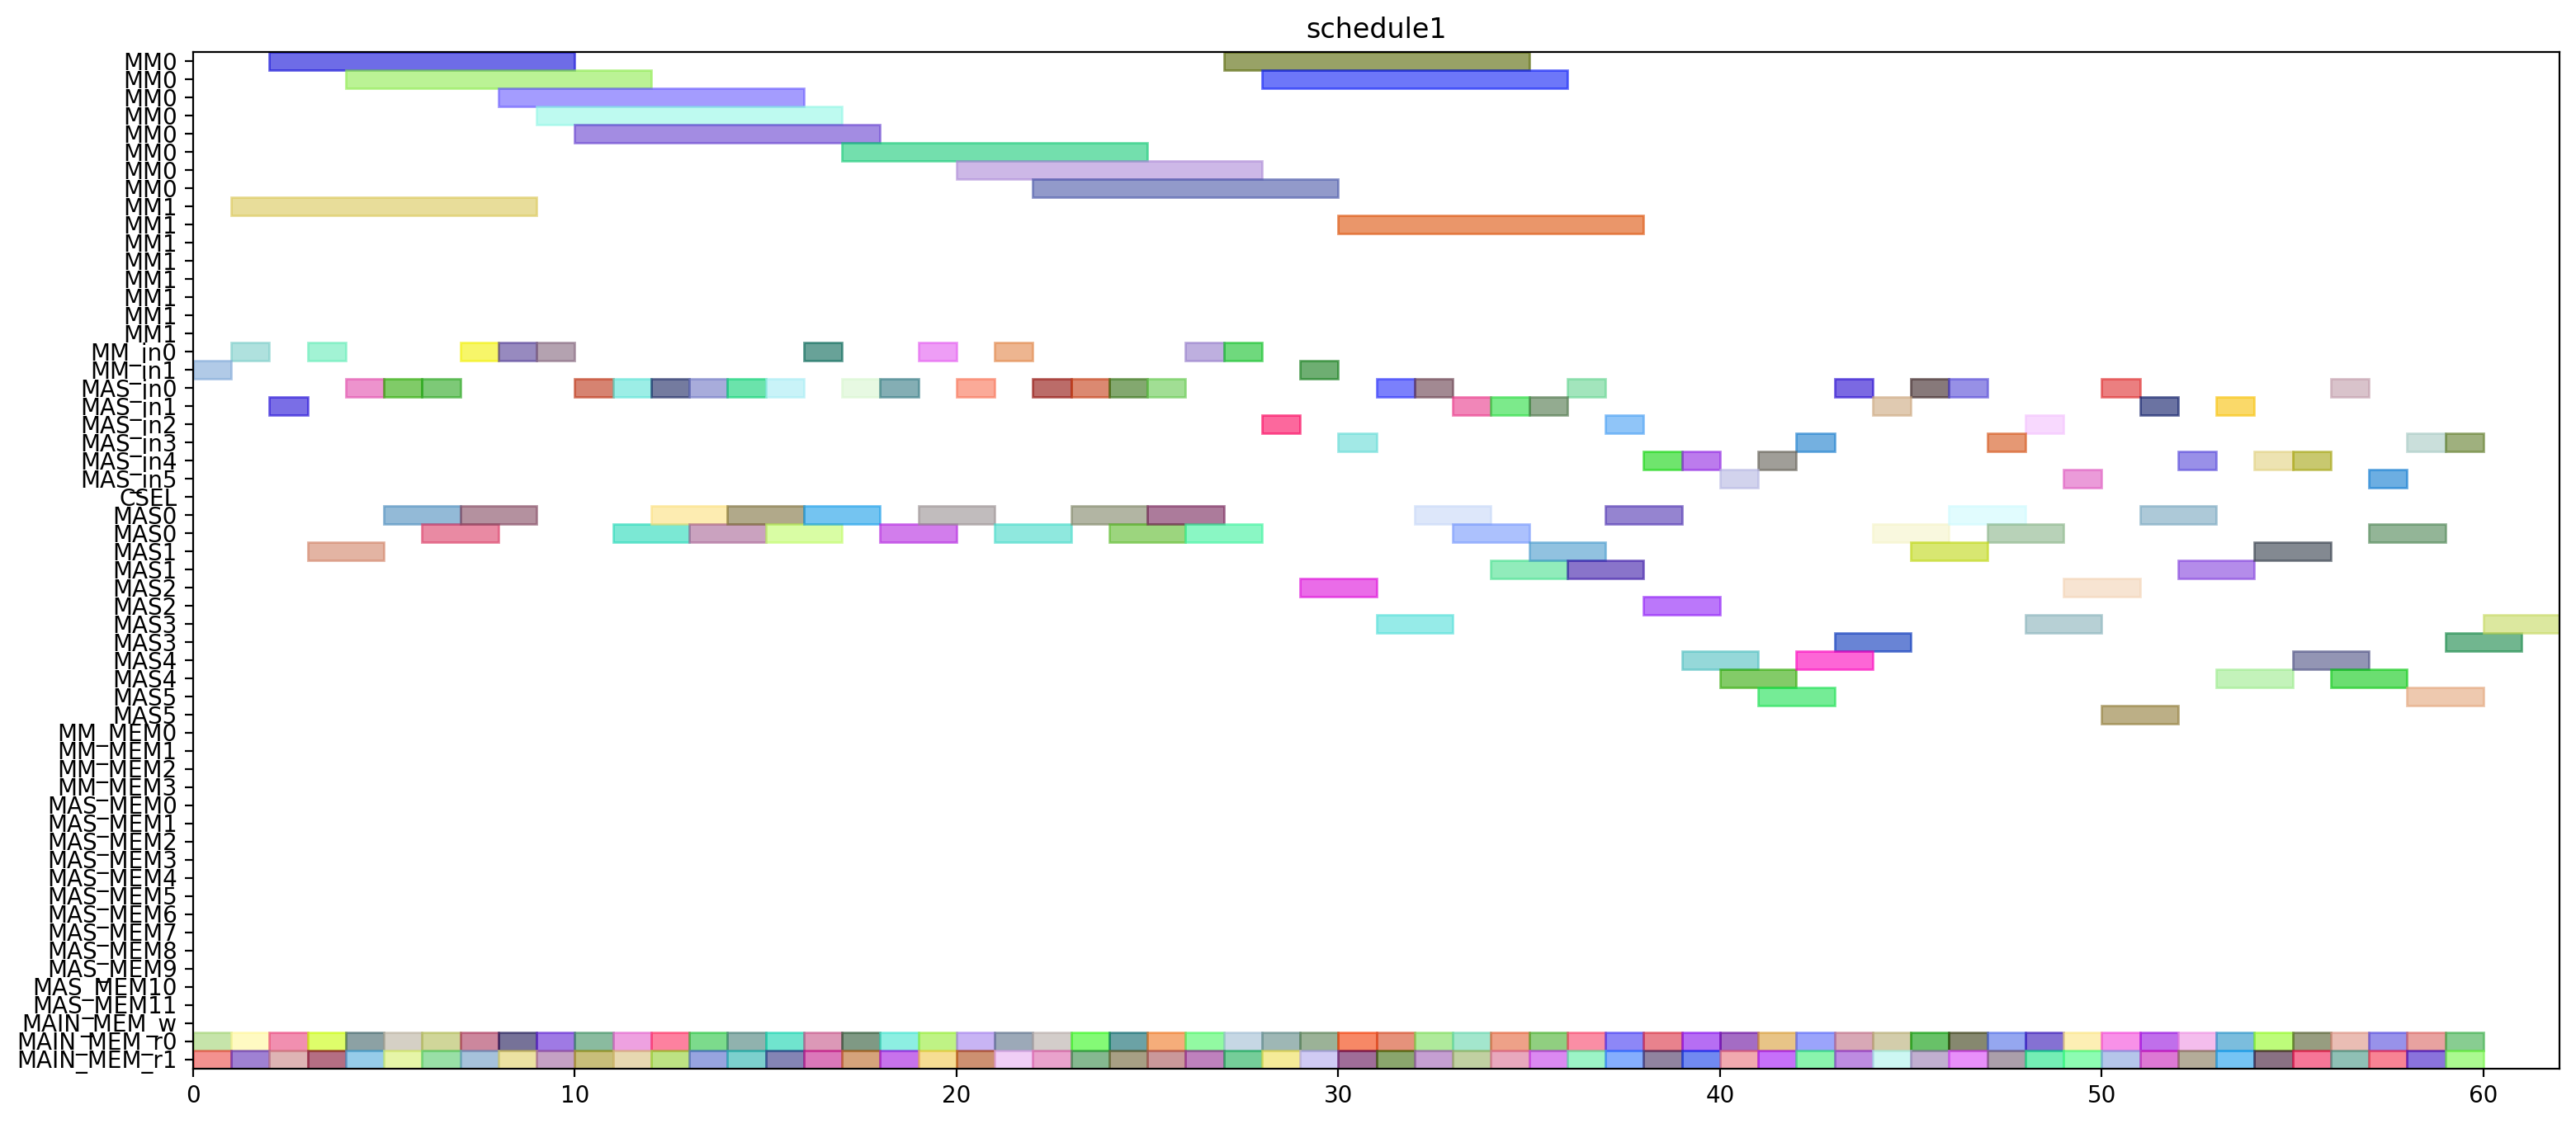 schedule1
MM0
MM0
MM0
MM0
MM0
MM0
MM0
MM0
MM1
MM1
MM1
MM1
MM1
MM1
MM1
MM1
MM_in0
MM_in1
MAS_in0
MAS_in1
MAS_in2
MAS_in3
MAS_in4
MAS_in5
CSEL
MAS0
MAS0
MAS1
MAS1
MAS2
MAS2
MAS3
MAS3
MAS4
MAS4
MAS5
MAS5
MM_MEM0
MM_MEM1
MM_MEM2
MM_MEM3
MAS_MEM0
MAS_MEM1
MAS_MEM2
MAS_MEM3
MAS_MEM4
MAS_MEM5
MAS_MEM6
MAS_MEM7
MAS_MEM8
MAS_MEM9
MAS_MEM10
MAS_MEM11
MAIN_MEM_w
MAIN_MEM_r0
MAIN_MEM_r1
0 10 20 30 40 50 60